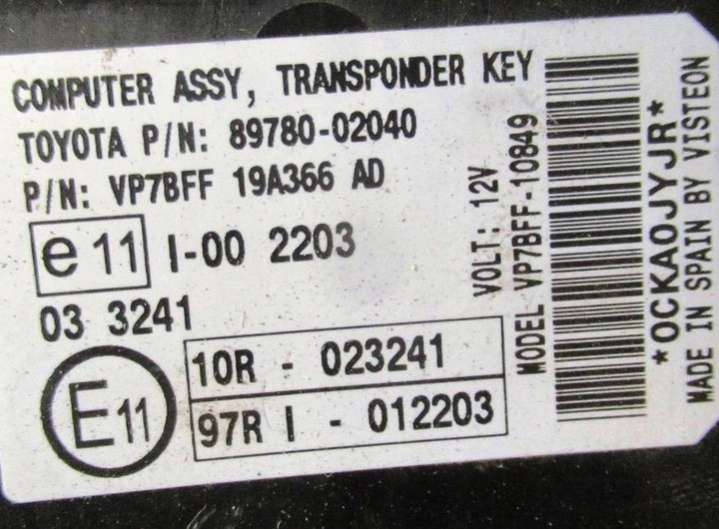 COMPUTER ASSY, TRANSPONDER KEY
TOYOTA P/N: 89780-02040
P/N: VP7BFF 19A366 AD
e 11 I-00 2203
03 3241
E11
10R - 023241
97R I - 012203
VOLT: 12V
MODEL VP7BFF-10849
*OCKAOJYJR*
MADE IN SPAIN BY VISTEON